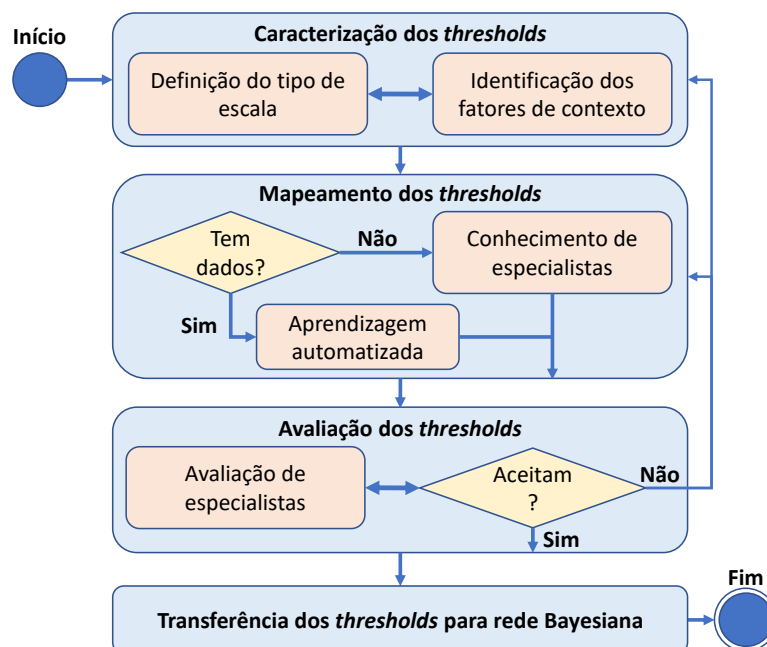 Início
Caracterização dos thresholds
Definição do tipo de
escala
Identificação dos
fatores de contexto
Mapeamento dos thresholds
Tem
dados?
Não
Conhecimento de
especialistas
Sim
Aprendizagem
automatizada
Avaliação dos thresholds
Avaliação de
especialistas
Aceitam
?
Não
Sim
Transferência dos thresholds para rede Bayesiana
Fim